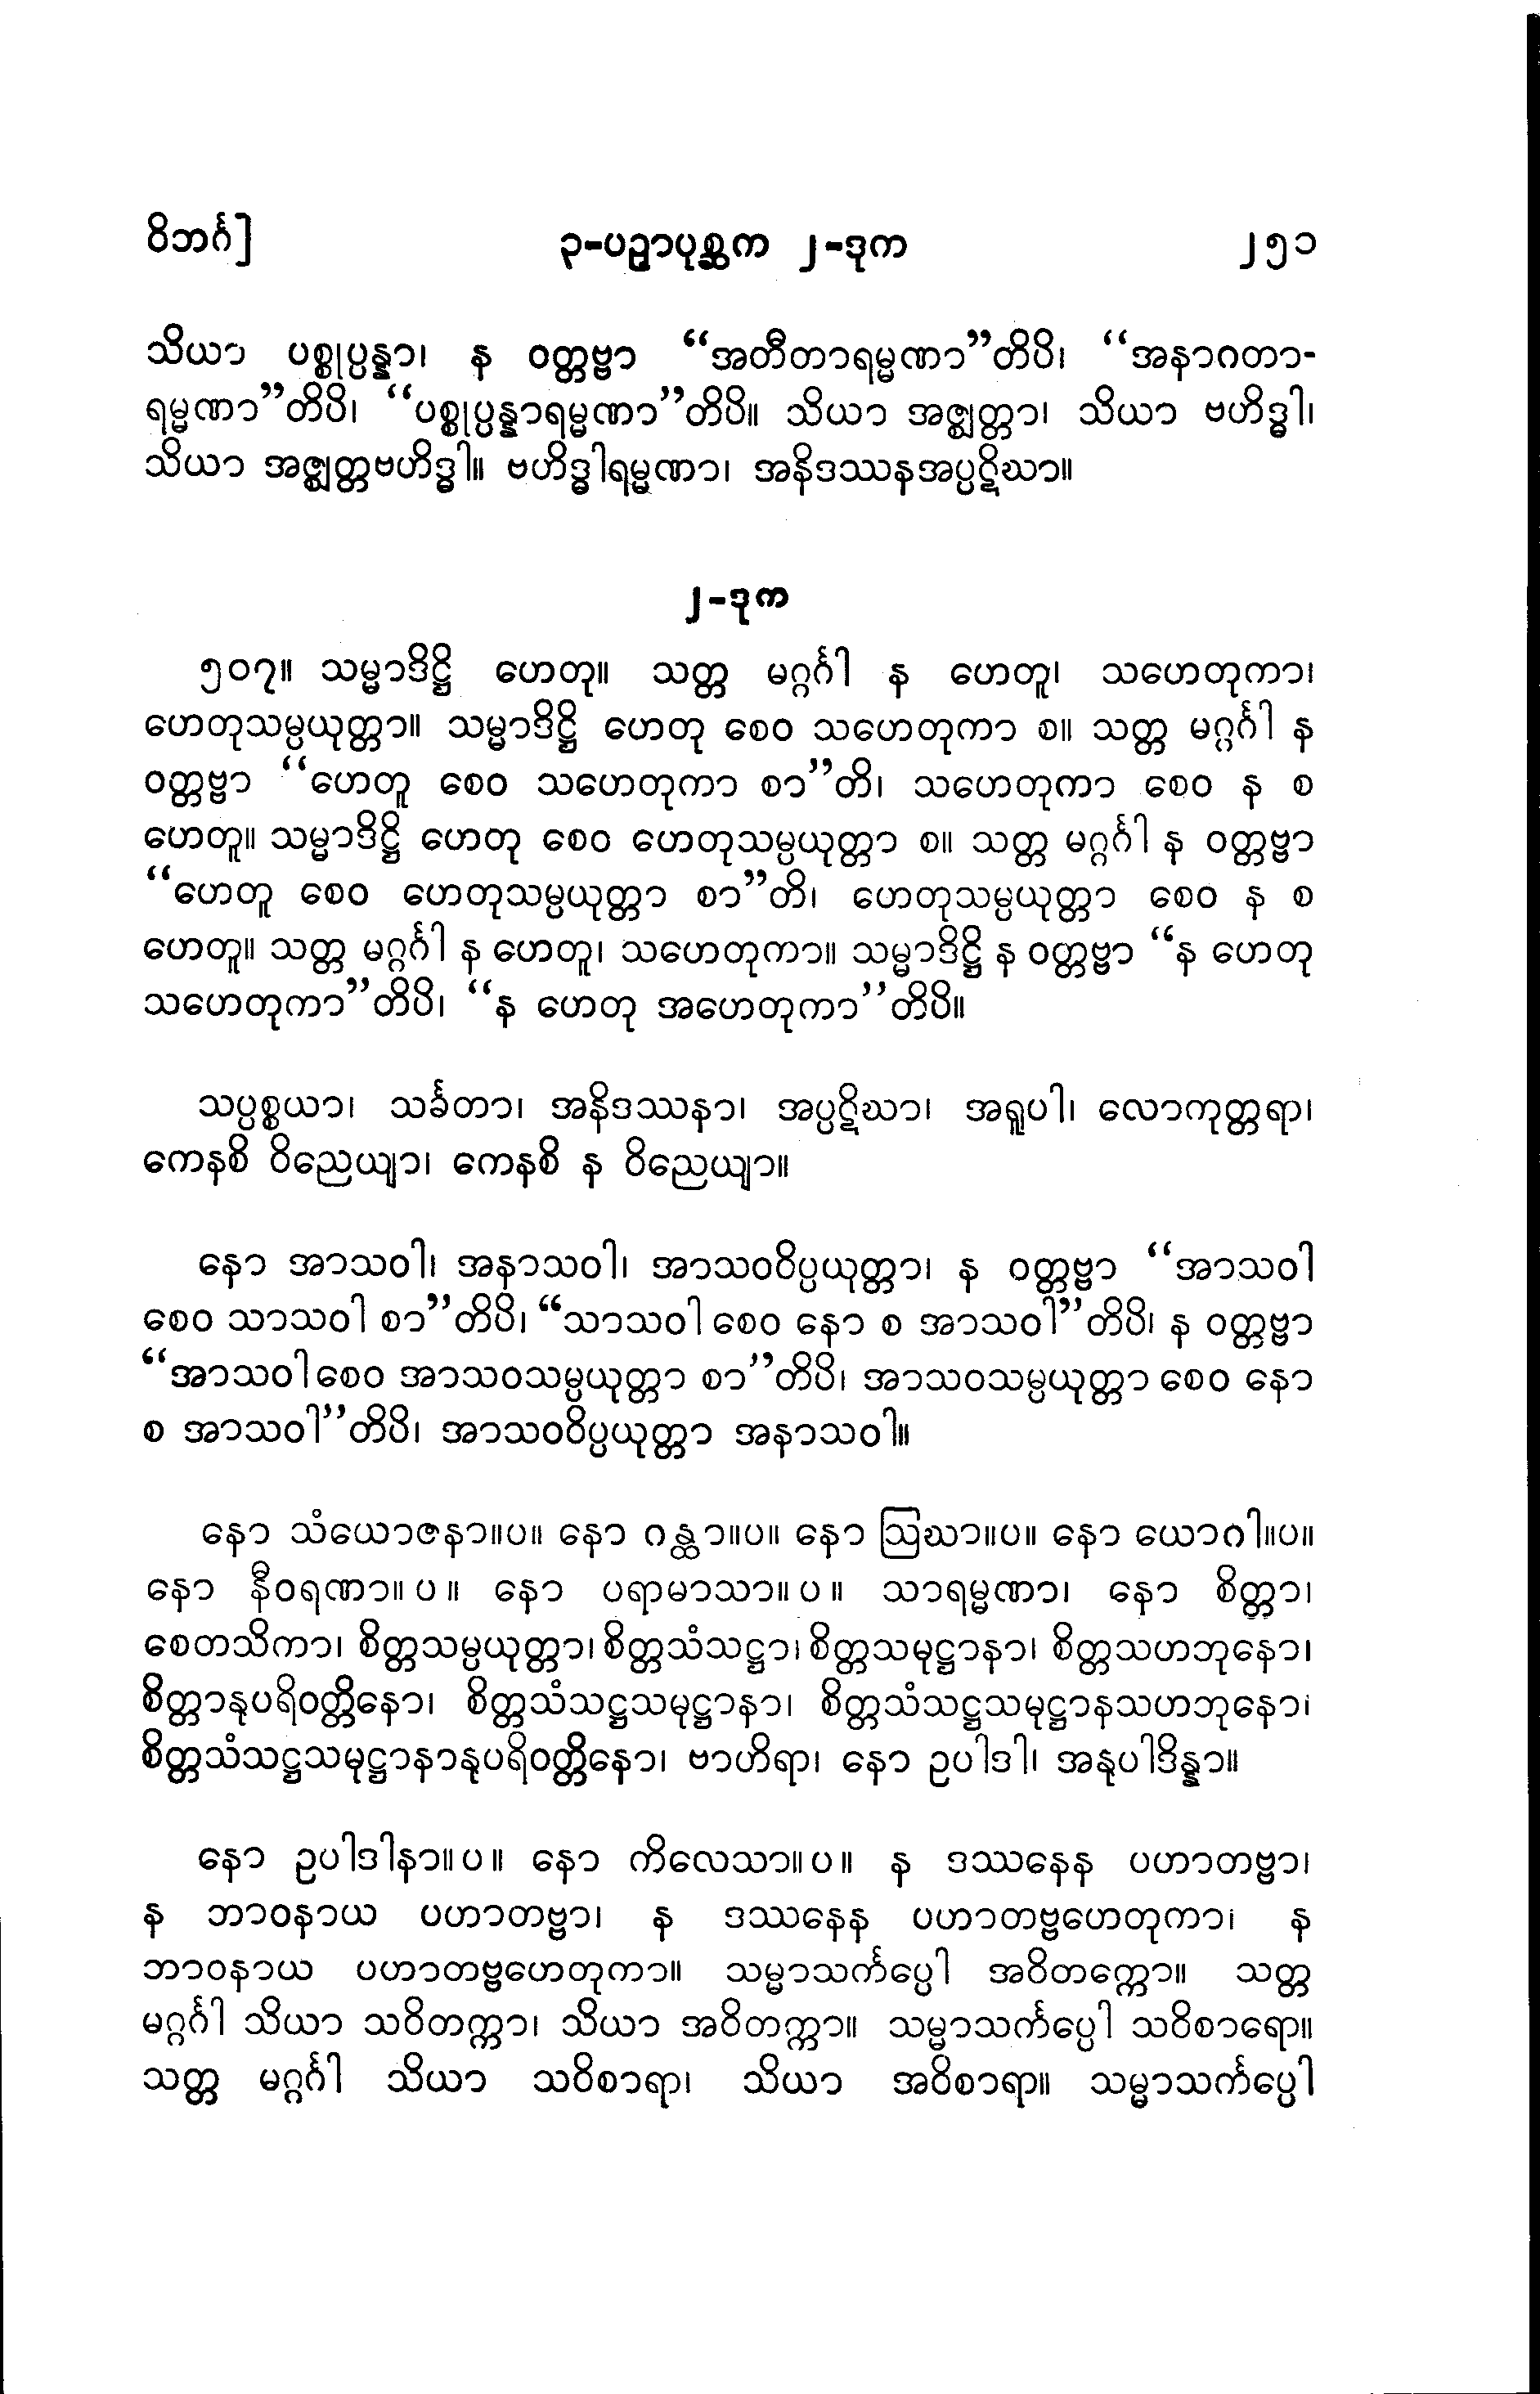 ဝိဘင်္ဂ] ၃-ပဉှာပုစ္ဆက ၂-ဒုက ၂၅၁
သိယာ ပစ္စုပ္ပန္နာ၊ န ဝတ္တဗ္ဗာ “အတီတာရမ္မဏာ”တိပိ၊ “အနာဂတာ-
ရမ္မဏာ”တိပိ၊ “ပစ္စုပ္ပန္နာရမ္မဏာ”တိပိ။ သိယာ အဇ္ဈတ္တာ၊ သိယာ ဗဟိဒ္ဓါ၊
သိယာ အဇ္ဈတ္တဗဟိဒ္ဓါ။ ဗဟိဒ္ဓါရမ္မဏာ၊ အနိဒဿနအပ္ပဋိဃာ။
၂-ဒုက
၅၀၇။ သမ္မာဒိဋ္ဌိ ဟေတု။ သတ္တ မဂ္ဂင်္ဂါ န ဟေတူ၊ သဟေတုကာ၊
ဟေတုသမ္ပယုတ္တာ။ သမ္မာဒိဋ္ဌိ ဟေတု စေဝ သဟေတုကာ စ။ သတ္တ မဂ္ဂင်္ဂါ န
ဝတ္တဗ္ဗာ “ဟေတူ စေဝ သဟေတုကာ စာ”တိ၊ သဟေတုကာ စေဝ န စ
ဟေတူ။ သမ္မာဒိဋ္ဌိ ဟေတု စေဝ ဟေတုသမ္ပယုတ္တာ စ။ သတ္တ မဂ္ဂင်္ဂါ န ဝတ္တဗ္ဗာ
“ဟေတူ စေဝ ဟေတုသမ္ပယုတ္တာ စာ”တိ၊ ဟေတုသမ္ပယုတ္တာ စေဝ န စ
ဟေတူ။ သတ္တ မဂ္ဂင်္ဂါ န ဟေတူ၊ သဟေတုကာ။ သမ္မာဒိဋ္ဌိ န ဝတ္တဗ္ဗာ “န ဟေတု
သဟေတုကာ”တိပိ၊ “န ဟေတု အဟေတုကာ”တိပိ။
သပ္ပစ္စယာ၊ သင်္ခတာ၊ အနိဒဿနာ၊ အပ္ပဋိဃာ၊ အရူပါ၊ လောကုတ္တရာ၊
ကေနစိ ဝိညေယျာ၊ ကေနစိ န ဝိညေယျာ။
နော အာသဝါ၊ အနာသဝါ၊ အာသဝဝိပ္ပယုတ္တာ၊ န ဝတ္တဗ္ဗာ “အာသဝါ
စေဝ သာသဝါ စာ”တိပိ၊ “သာသဝါ စေဝ နော စ အာသဝါ”တိပိ၊ န ဝတ္တဗ္ဗာ
“အာသဝါ စေဝ အာသဝသမ္ပယုတ္တာ စာ”တိပိ၊ အာသဝသမ္ပယုတ္တာ စေဝ နော
စ အာသဝါ”တိပိ၊ အာသဝဝိပ္ပယုတ္တာ အနာသဝါ။
နော သံယောဇနာ။ပ။ နော ဂန္ထာ။ပ။ နော ဩဃာ။ပ။ နော ယောဂါ။ပ။
နော နီဝရဏာ။ပ။ နော ပရာမာသာ။ပ။ သာရမ္မဏာ၊ နော စိတ္တာ၊
စေတသိကာ၊ စိတ္တသမ္ပယုတ္တာ၊ စိတ္တသံသဋ္ဌာ၊ စိတ္တသမုဋ္ဌာနာ၊ စိတ္တသဟဘုနော၊
စိတ္တာနုပရိဝတ္တိနော၊ စိတ္တသံသဋ္ဌသမုဋ္ဌာနာ၊ စိတ္တသံသဋ္ဌသမုဋ္ဌာနသဟဘုနော၊
စိတ္တသံသဋ္ဌသမုဋ္ဌာနာနုပရိဝတ္တိနော၊ ဗာဟိရာ၊ နော ဥပါဒါ၊ အနုပါဒိန္နာ။
နော ဥပါဒါနာ။ပ။ နော ကိလေသာ။ပ။ န ဒဿနေန ပဟာတဗ္ဗာ၊
န ဘာဝနာယ ပဟာတဗ္ဗာ၊ န ဒဿနေန ပဟာတဗ္ဗဟေတုကာ၊ န
ဘာဝနာယ ပဟာတဗ္ဗဟေတုကာ။ သမ္မာသင်္ကပ္ပေါ အဝိတက္ကော။ သတ္တ
မဂ္ဂင်္ဂါ သိယာ သဝိတက္ကာ၊ သိယာ အဝိတက္ကာ။ သမ္မာသင်္ကပ္ပေါ သဝိစာရော။
သတ္တ မဂ္ဂင်္ဂါ သိယာ သဝိစာရာ၊ သိယာ အဝိစာရာ။ သမ္မာသင်္ကပ္ပေါ